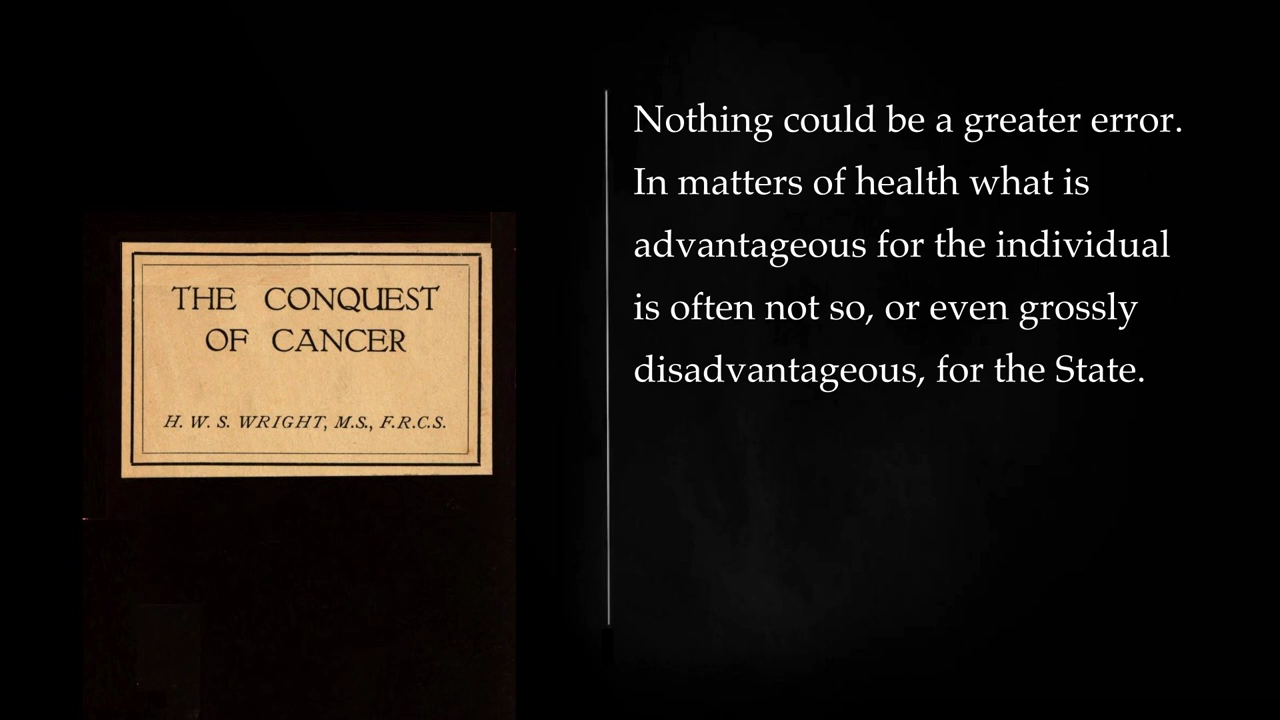 THE CONQUEST
OF CANCER
H. W. S. WRIGHT, M.S., F.R.C.S.
Nothing could be a greater error.
In matters of health what is
advantageous for the individual
is often not so, or even grossly
disadvantageous, for the State.